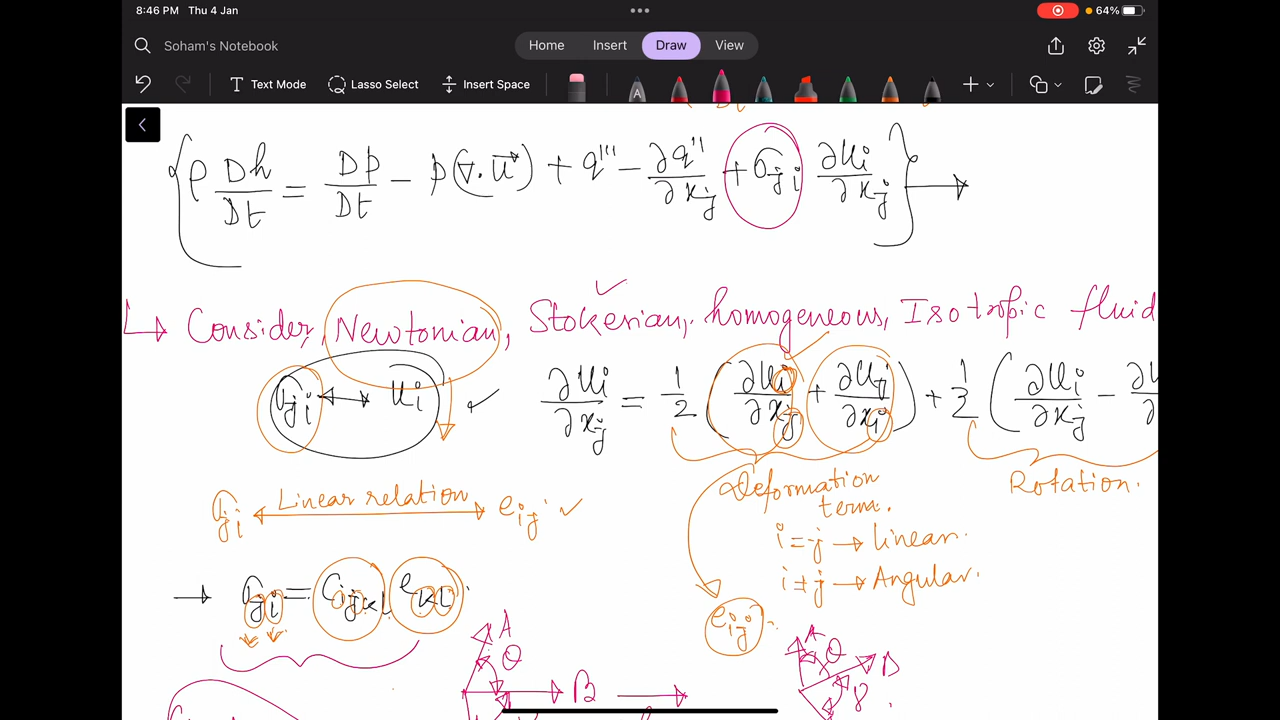 8:46 PM Thu 4 Jan
64%
Soham's Notebook
Home Insert Draw View
Text Mode Lasso Select Insert Space
A
{ρ Dh/Dt = Dp/Dt − p(∇·u⃗) + q''' − ∂q''/∂xj + σji ∂ui/∂xj} →
↳ Consider, Newtonian, Stokesian, homogeneous, Isotropic fluid
σji ↔ ui ✓ ∂ui/∂xj = 1/2 (∂ui/∂xj + ∂uj/∂xi) + 1/2 (∂ui/∂xj −
Deformation term. Rotation.
σji ← Linear relation → eij ✓
i = j → linear.
i ≠ j → Angular.
→ σji = Cijkl ekl.
eij
A
θ
B →
A θ B
γ